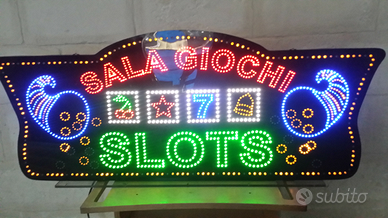 SALA GIOCHI
7
SLOTS
subito